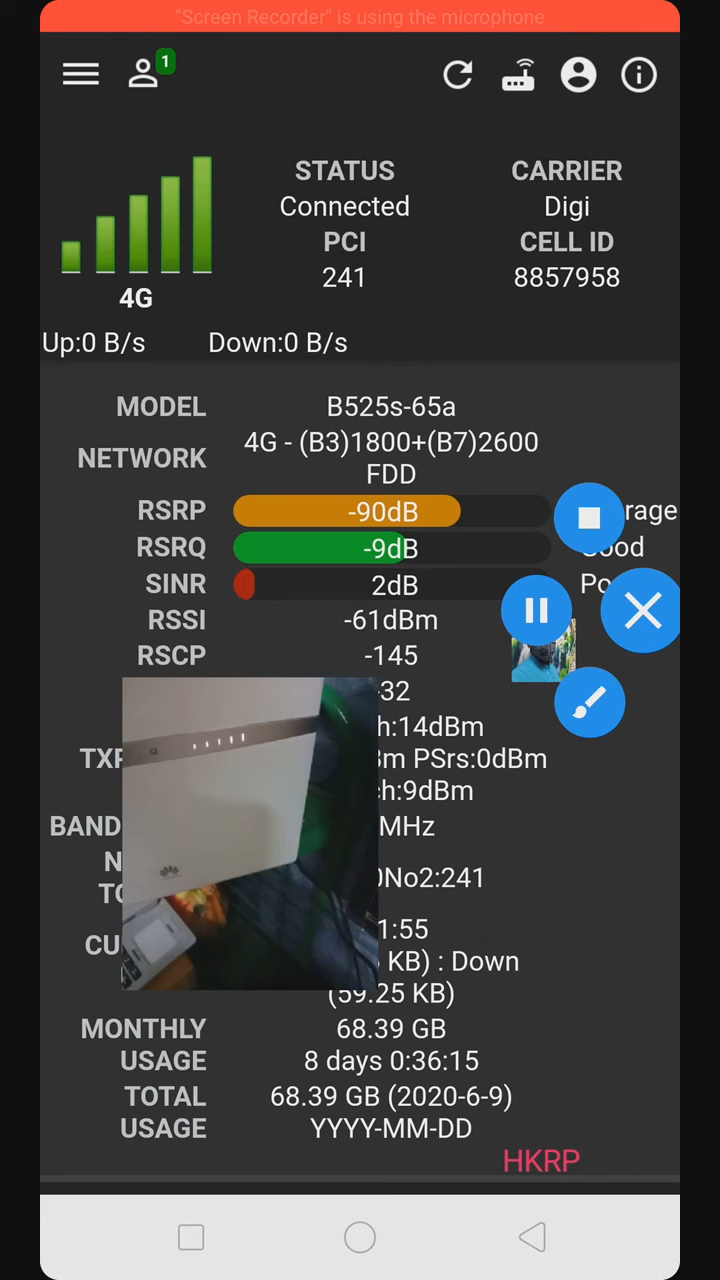 "Screen Recorder" is using the microphone
1
STATUS
Connected
PCI
241
CARRIER
Digi
CELL ID
8857958
4G
Up:0 B/s Down:0 B/s
MODEL B525s-65a
NETWORK 4G - (B3)1800+(B7)2600
FDD
RSRP -90dB rage
RSRQ -9dB Good
SINR 2dB Po
RSSI -61dBm
RSCP -145
-32
h:14dBm
TXP 3m PSrs:0dBm
ch:9dBm
BAND MHz
N
TO No2:241
1:55
CU KB) : Down
(59.25 KB)
MONTHLY 68.39 GB
USAGE 8 days 0:36:15
TOTAL 68.39 GB (2020-6-9)
USAGE YYYY-MM-DD
HKRP